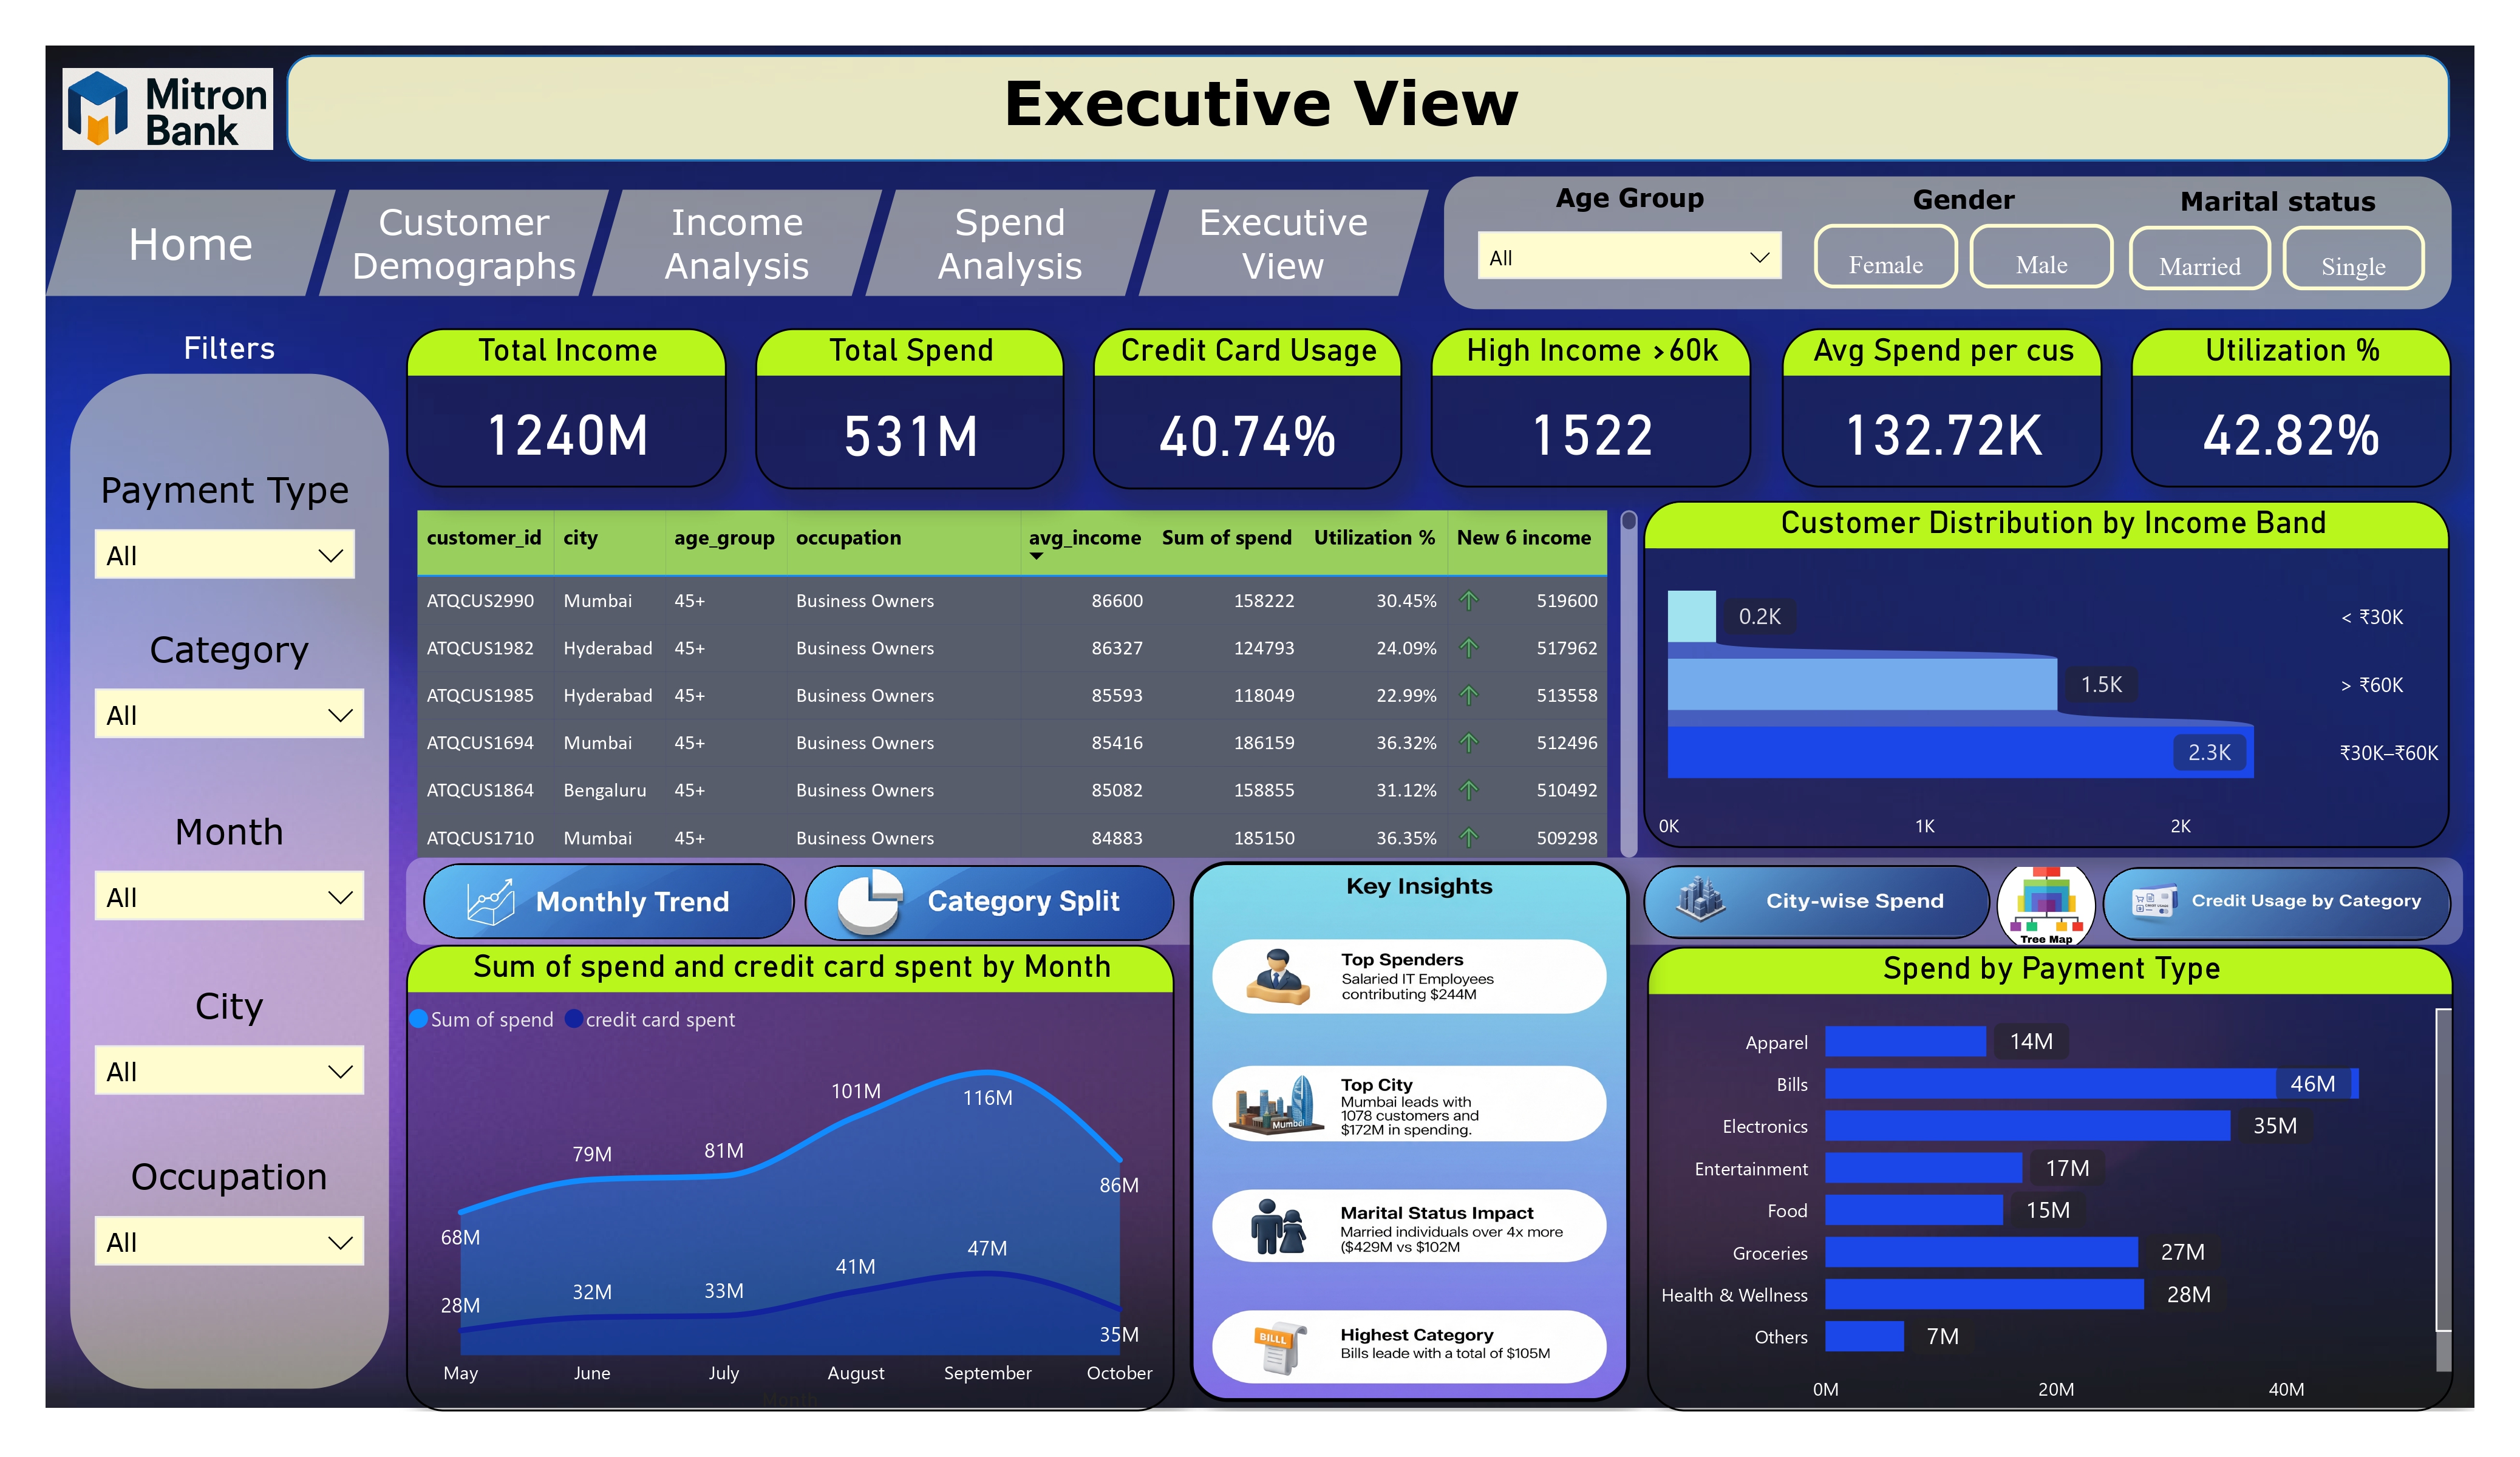 Mitron
Bank
Executive View
Home
Customer
Demographs
Income
Analysis
Spend
Analysis
Executive
View
Age Group
All
Gender
Female
Male
Marital status
Married
Single
Filters
Payment Type
All
Category
All
Month
All
City
All
Occupation
All
Total Income
1240M
Total Spend
531M
Credit Card Usage
40.74%
High Income >60k
1522
Avg Spend per cus
132.72K
Utilization %
42.82%
customer_id city age_group occupation avg_income Sum of spend Utilization % New 6 income
ATQCUS2990 Mumbai 45+ Business Owners 86600 158222 30.45% 519600
ATQCUS1982 Hyderabad 45+ Business Owners 86327 124793 24.09% 517962
ATQCUS1985 Hyderabad 45+ Business Owners 85593 118049 22.99% 513558
ATQCUS1694 Mumbai 45+ Business Owners 85416 186159 36.32% 512496
ATQCUS1864 Bengaluru 45+ Business Owners 85082 158855 31.12% 510492
ATQCUS1710 Mumbai 45+ Business Owners 84883 185150 36.35% 509298
Customer Distribution by Income Band
0.2K < ₹30K
1.5K > ₹60K
2.3K ₹30K–₹60K
0K 1K 2K
Monthly Trend
Category Split
Sum of spend and credit card spent by Month
Sum of spend credit card spent
68M 79M 81M 101M 116M 86M
28M 32M 33M 41M 47M 35M
May June July August September October
Month
Key Insights
Top Spenders
Salaried IT Employees
contributing $244M
Mumbai
Top City
Mumbai leads with
1078 customers and
$172M in spending.
Marital Status Impact
Married individuals over 4x more
($429M vs $102M
BILLL
Highest Category
Bills leade with a total of $105M
City-wise Spend
Tree Map
Credit Usage by Category
Spend by Payment Type
Apparel 14M
Bills 46M
Electronics 35M
Entertainment 17M
Food 15M
Groceries 27M
Health & Wellness 28M
Others 7M
0M 20M 40M